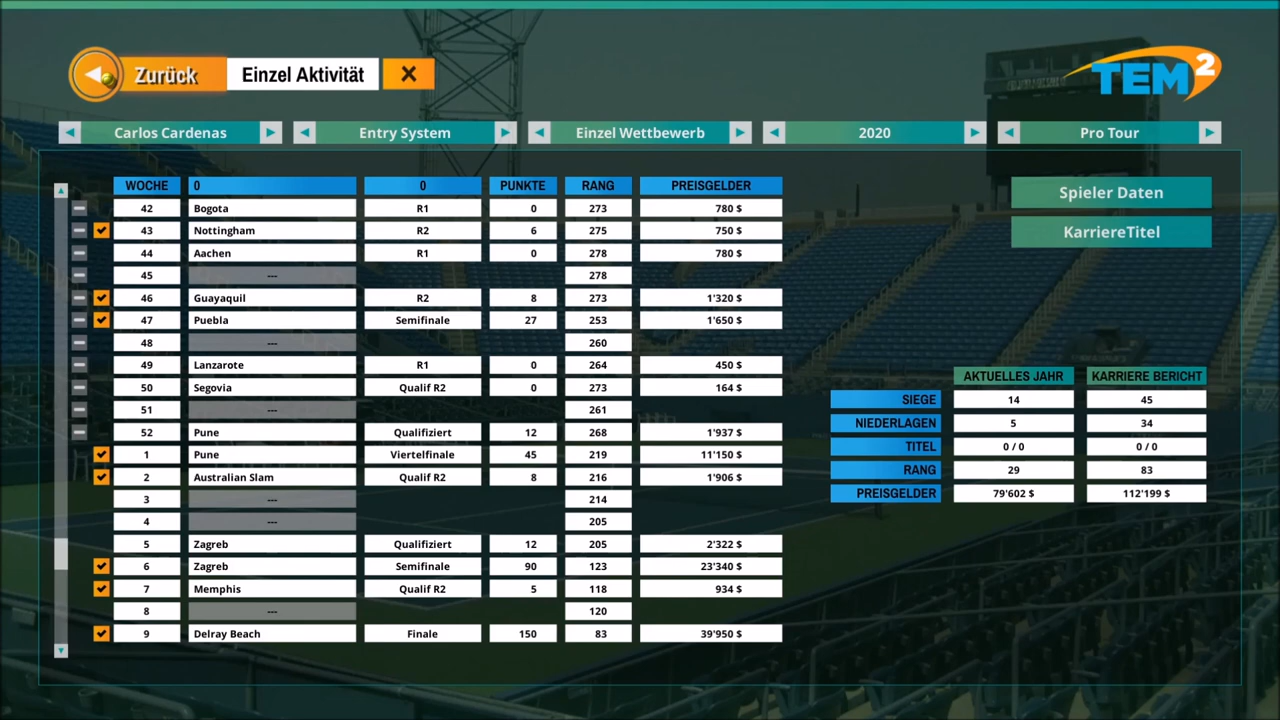 Zurück Einzel Aktivität
TEM2
Carlos Cardenas Entry System Einzel Wettbewerb 2020 Pro Tour
WOCHE 0 0 PUNKTE RANG PREISGELDER
42 Bogota R1 0 273 780 $
43 Nottingham R2 6 275 750 $
44 Aachen R1 0 278 780 $
45 --- 278
46 Guayaquil R2 8 273 1'320 $
47 Puebla Semifinale 27 253 1'650 $
48 --- 260
49 Lanzarote R1 0 264 450 $
50 Segovia Qualif R2 0 273 164 $
51 --- 261
52 Pune Qualifiziert 12 268 1'937 $
1 Pune Viertelfinale 45 219 11'150 $
2 Australian Slam Qualif R2 8 216 1'906 $
3 --- 214
4 --- 205
5 Zagreb Qualifiziert 12 205 2'322 $
6 Zagreb Semifinale 90 123 23'340 $
7 Memphis Qualif R2 5 118 934 $
8 --- 120
9 Delray Beach Finale 150 83 39'950 $
Spieler Daten
KarriereTitel
AKTUELLES JAHR KARRIERE BERICHT
SIEGE 14 45
NIEDERLAGEN 5 34
TITEL 0 / 0 0 / 0
RANG 29 83
PREISGELDER 79'602 $ 112'199 $